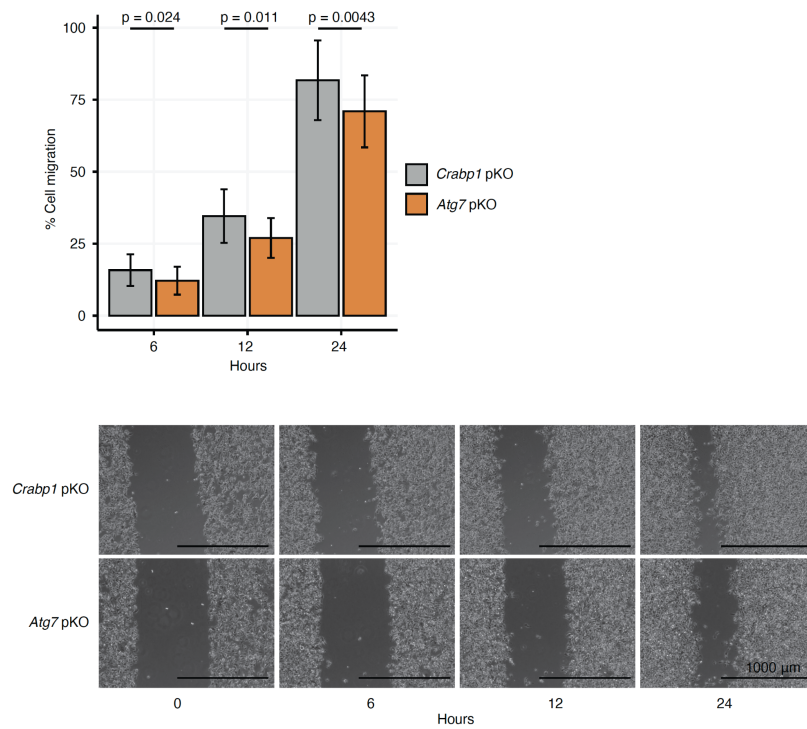 p = 0.024 p = 0.011 p = 0.0043
100
75
50
25
0
% Cell migration
6 12 24
Hours
Crabp1 pKO
Atg7 pKO
Crabp1 pKO
Atg7 pKO
1000 µm
0 6 12 24
Hours